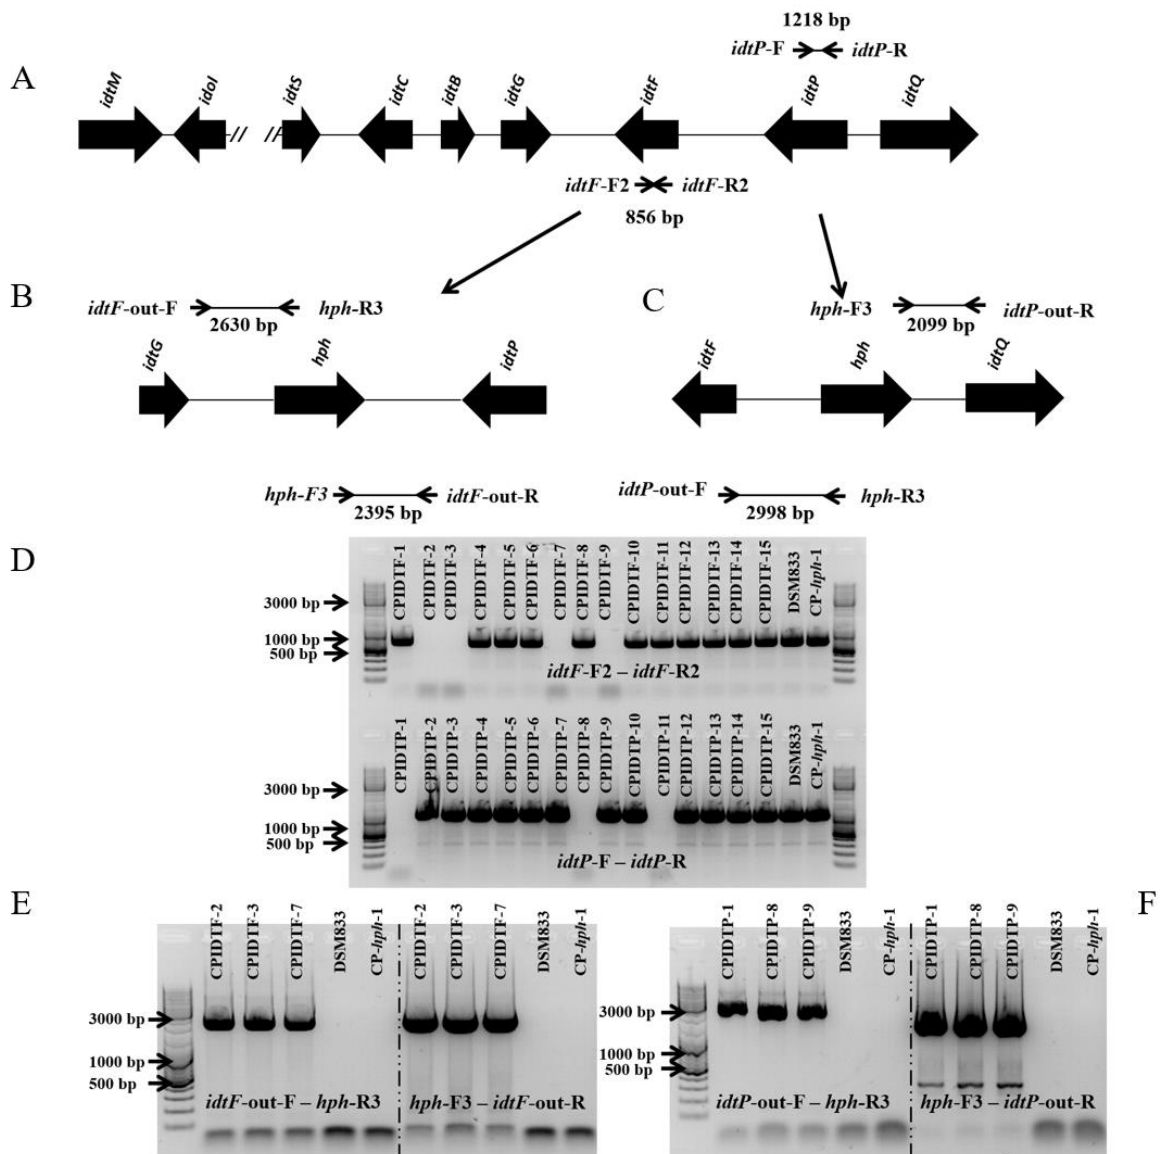 1218 bp
idtP-F idtP-R
A
idtM idoI idtS idtC idtB idtG idtF idtP idtQ
// //
idtF-F2 idtF-R2
856 bp
B
idtF-out-F hph-R3
2630 bp
idtG hph idtP
C
hph-F3 idtP-out-R
2099 bp
idtF hph idtQ
hph-F3 idtF-out-R
2395 bp
idtP-out-F hph-R3
2998 bp
D
CPIDTF-1 CPIDTF-2 CPIDTF-3 CPIDTF-4 CPIDTF-5 CPIDTF-6 CPIDTF-7 CPIDTF-8 CPIDTF-9 CPIDTF-10 CPIDTF-11 CPIDTF-12 CPIDTF-13 CPIDTF-14 CPIDTF-15 DSM833 CP-hph-1
3000 bp
1000 bp
500 bp
idtF-F2 – idtF-R2
CPIDTP-1 CPIDTP-2 CPIDTP-3 CPIDTP-4 CPIDTP-5 CPIDTP-6 CPIDTP-7 CPIDTP-8 CPIDTP-9 CPIDTP-10 CPIDTP-11 CPIDTP-12 CPIDTP-13 CPIDTP-14 CPIDTP-15 DSM833 CP-hph-1
3000 bp
1000 bp
500 bp
idtP-F – idtP-R
E
CPIDTF-2 CPIDTF-3 CPIDTF-7 DSM833 CP-hph-1 CPIDTF-2 CPIDTF-3 CPIDTF-7 DSM833 CP-hph-1
3000 bp
1000 bp
500 bp
idtF-out-F – hph-R3 hph-F3 – idtF-out-R
F
CPIDTP-1 CPIDTP-8 CPIDTP-9 DSM833 CP-hph-1 CPIDTP-1 CPIDTP-8 CPIDTP-9 DSM833 CP-hph-1
3000 bp
1000 bp
500 bp
idtP-out-F – hph-R3 hph-F3 – idtP-out-R